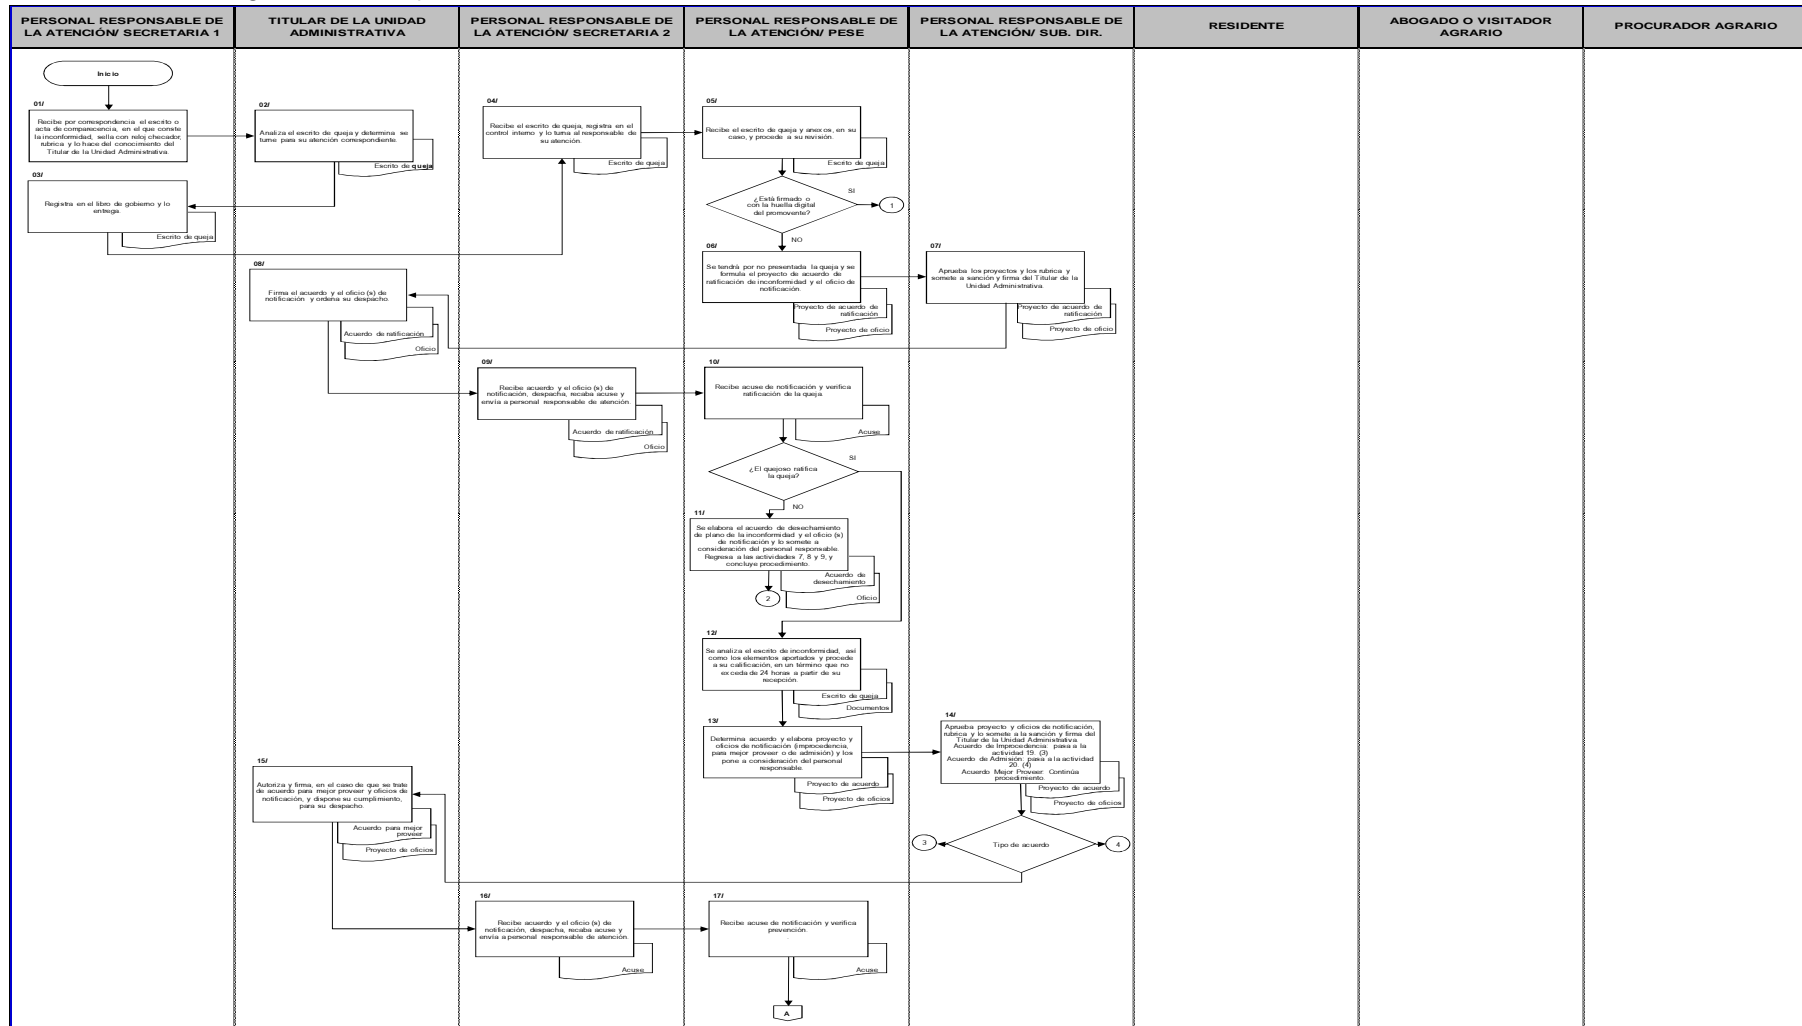 PERSONAL RESPONSABLE DE
LA ATENCIÓN/ SECRETARIA 1
TITULAR DE LA UNIDAD
ADMINISTRATIVA
PERSONAL RESPONSABLE DE
LA ATENCIÓN/ SECRETARIA 2
PERSONAL RESPONSABLE DE
LA ATENCIÓN/ PESE
PERSONAL RESPONSABLE DE
LA ATENCIÓN/ SUB. DIR.
RESIDENTE
ABOGADO O VISITADOR
AGRARIO
PROCURADOR AGRARIO
Inicio
01/
Recibe por correspondencia el escrito o
acta de comparecencia, en el que conste
la inconformidad, sella con reloj checador,
rubrica y lo hace del conocimiento del
Titular de la Unidad Administrativa.
02/
Analiza el escrito de queja y determina se
turne para su atención correspondiente.
Escrito de queja
03/
Registra en el libro de gobierno y lo
entrega.
Escrito de queja
04/
Recibe el escrito de queja, registra en el
control interno y lo turna al responsable de
su atención.
Escrito de queja
05/
Recibe el escrito de queja y anexos, en su
caso, y procede a su revisión.
Escrito de queja
¿Está firmado o
con la huella digital
del promovente?
SI
1
NO
06/
Se tendrá por no presentada la queja y se
formula el proyecto de acuerdo de
ratificación de inconformidad y el oficio de
notificación.
Proyecto de acuerdo de
ratificación
Proyecto de oficio
07/
Aprueba los proyectos y los rubrica y
somete a sanción y firma del Titular de la
Unidad Administrativa.
Proyecto de acuerdo de
ratificación
Proyecto de oficio
08/
Firma el acuerdo y el oficio (s) de
notificación y ordena su despacho.
Acuerdo de ratificación
Oficio
09/
Recibe acuerdo y el oficio (s) de
notificación, despacha, recaba acuse y
envía a personal responsable de atención.
Acuerdo de ratificación
Oficio
10/
Recibe acuse de notificación y verifica
ratificación de la queja.
Acuse
¿El quejoso ratifica
la queja?
SI
NO
11/
Se elabora el acuerdo de desechamiento
de plano de la inconformidad y el oficio (s)
de notificación y lo somete a
consideración del personal responsable.
Regresa a las actividades 7, 8 y 9, y
concluye procedimiento.
Acuerdo de
desechamiento
Oficio
2
12/
Se analiza el escrito de inconformidad, así
como los elementos aportados y procede
a su calificación, en un término que no
exceda de 24 horas a partir de su
recepción.
Escrito de queja
Documentos
13/
Determina acuerdo y elabora proyecto y
oficios de notificación (improcedencia,
para mejor proveer o de admisión) y los
pone a consideración del personal
responsable.
Proyecto de acuerdo
Proyecto de oficios
14/
Aprueba proyecto y oficios de notificación,
rubrica y lo somete a la sanción y firma del
Titular de la Unidad Administrativa
Acuerdo de Improcedencia: pasa a la
actividad 19. (3)
Acuerdo de Admisión: pasa a la actividad
20. (4)
Acuerdo Mejor Proveer: Continúa
procedimiento.
Proyecto de acuerdo
Proyecto de oficios
Tipo de acuerdo
3
4
15/
Autoriza y firma, en el caso de que se trate
de acuerdo para mejor proveer y oficios de
notificación, y dispone su cumplimiento,
para su despacho.
Acuerdo para mejor
proveer
Proyecto de oficios
16/
Recibe acuerdo y el oficio (s) de
notificación, despacha, recaba acuse y
envía a personal responsable de atención.
Acuse
17/
Recibe acuse de notificación y verifica
prevención.
.
Acuse
A